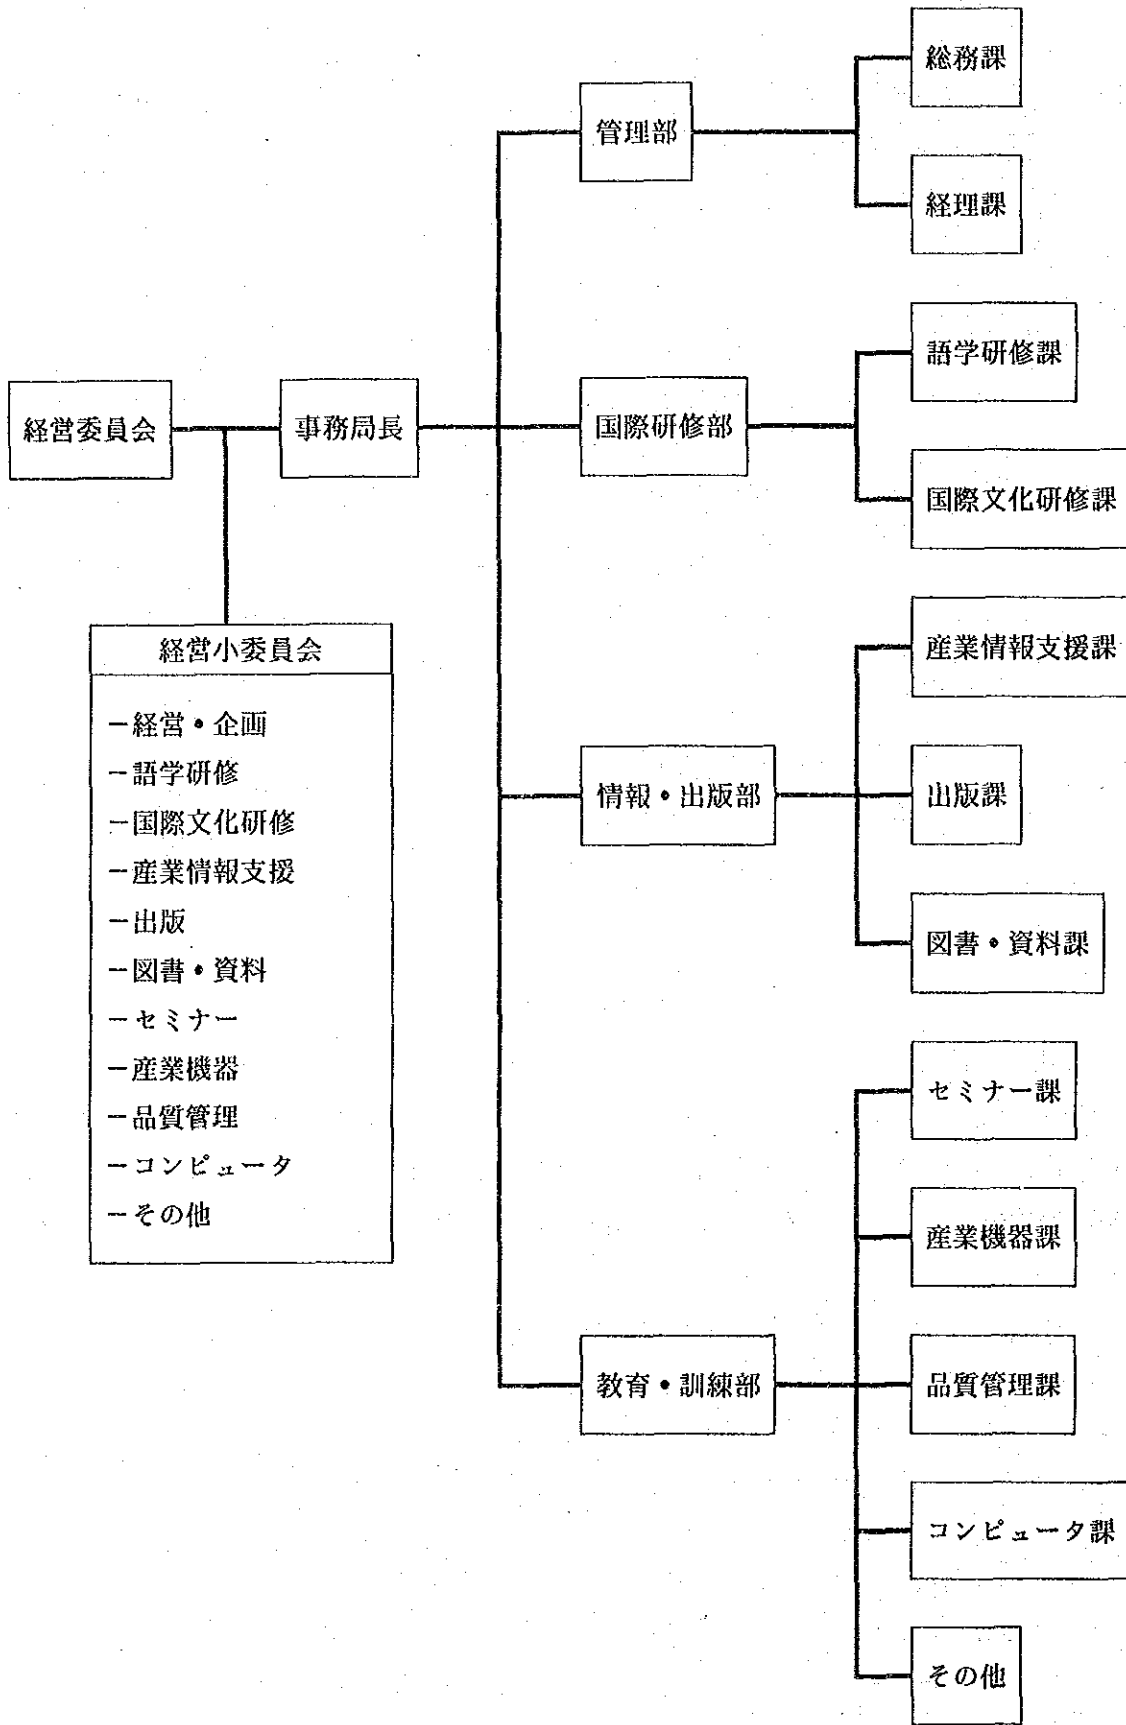 経営委員会
事務局長
経営小委員会
ー経営・企画
ー語学研修
ー国際文化研修
ー産業情報支援
ー出版
ー図書・資料
ーセミナー
ー産業機器
ー品質管理
ーコンピュータ
ーその他
管理部
総務課
経理課
国際研修部
語学研修課
国際文化研修課
情報・出版部
産業情報支援課
出版課
図書・資料課
教育・訓練部
セミナー課
産業機器課
品質管理課
コンピュータ課
その他